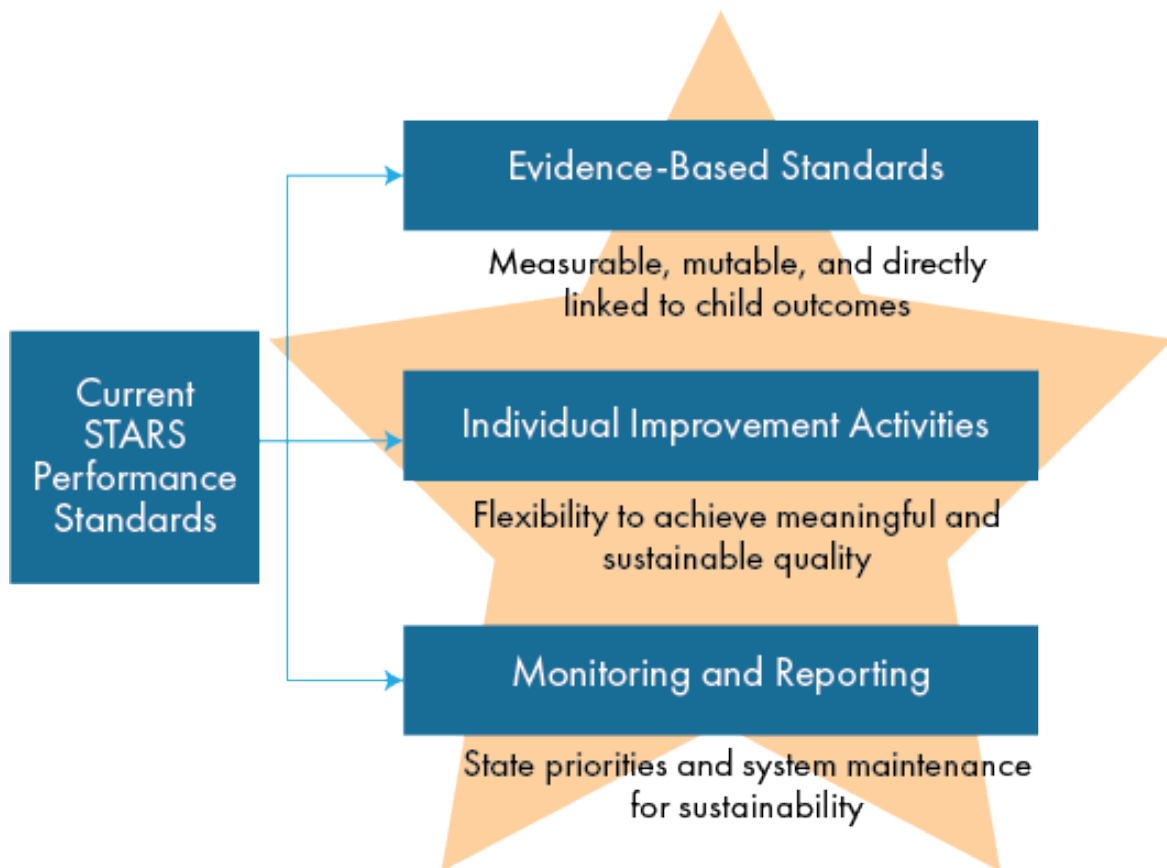 Evidence-Based Standards
Measurable, mutable, and directly
linked to child outcomes
Current
STARS
Performance
Standards
Individual Improvement Activities
Flexibility to achieve meaningful and
sustainable quality
Monitoring and Reporting
State priorities and system maintenance
for sustainability